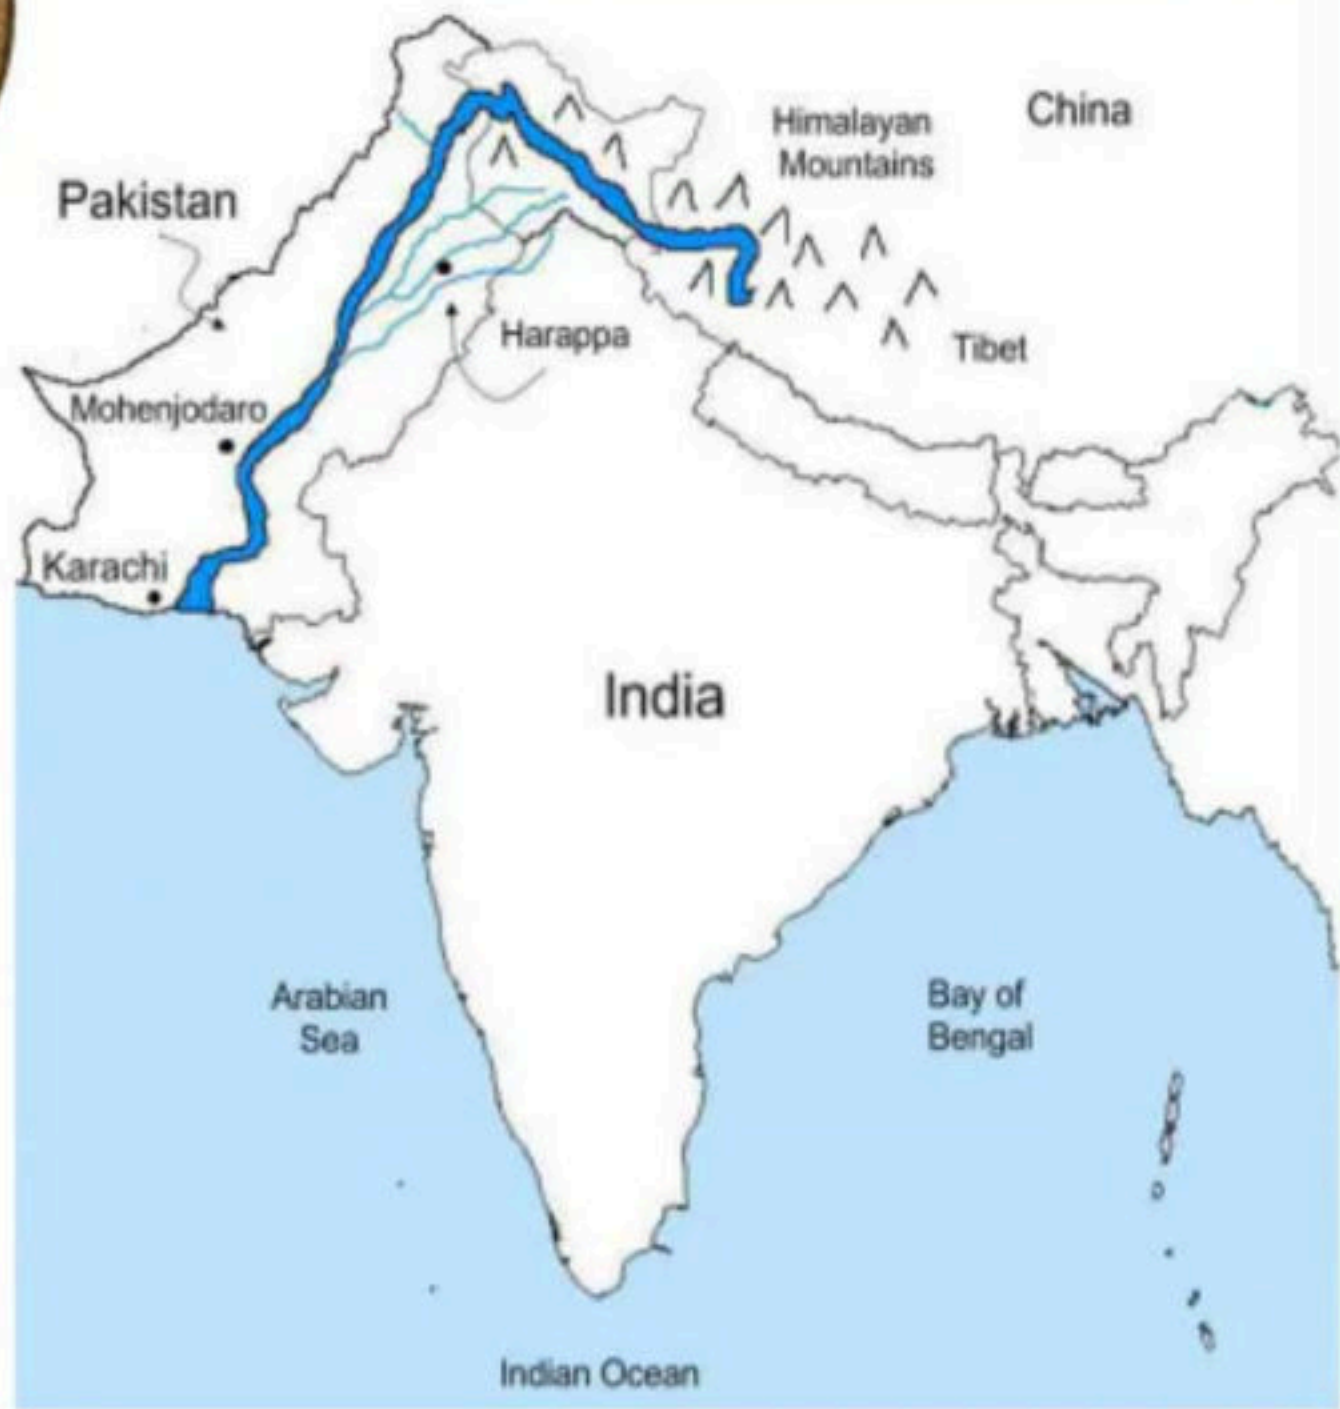 China
Himalayan
Mountains
Pakistan
Harappa
Tibet
Mohenjodaro
Karachi
India
Arabian
Sea
Bay of
Bengal
Indian Ocean